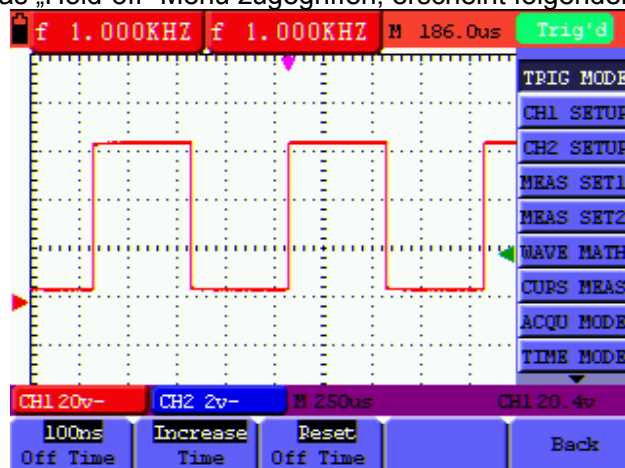 as „Hold off" Menü zugegriffen, erscheint folgender
f 1.000KHZ f 1.000KHZ M 186.0us Trig'd
TRIG MODE
CH1 SETUP
CH2 SETUP
MEAS SET1
MEAS SET2
WAVE MATH
CURS MEAS
ACQU MODE
TIME MODE
CH1 20v- CH2 2v- M 250us CH1 20.4v
100ns Increase Reset
Off Time Time Off Time Back